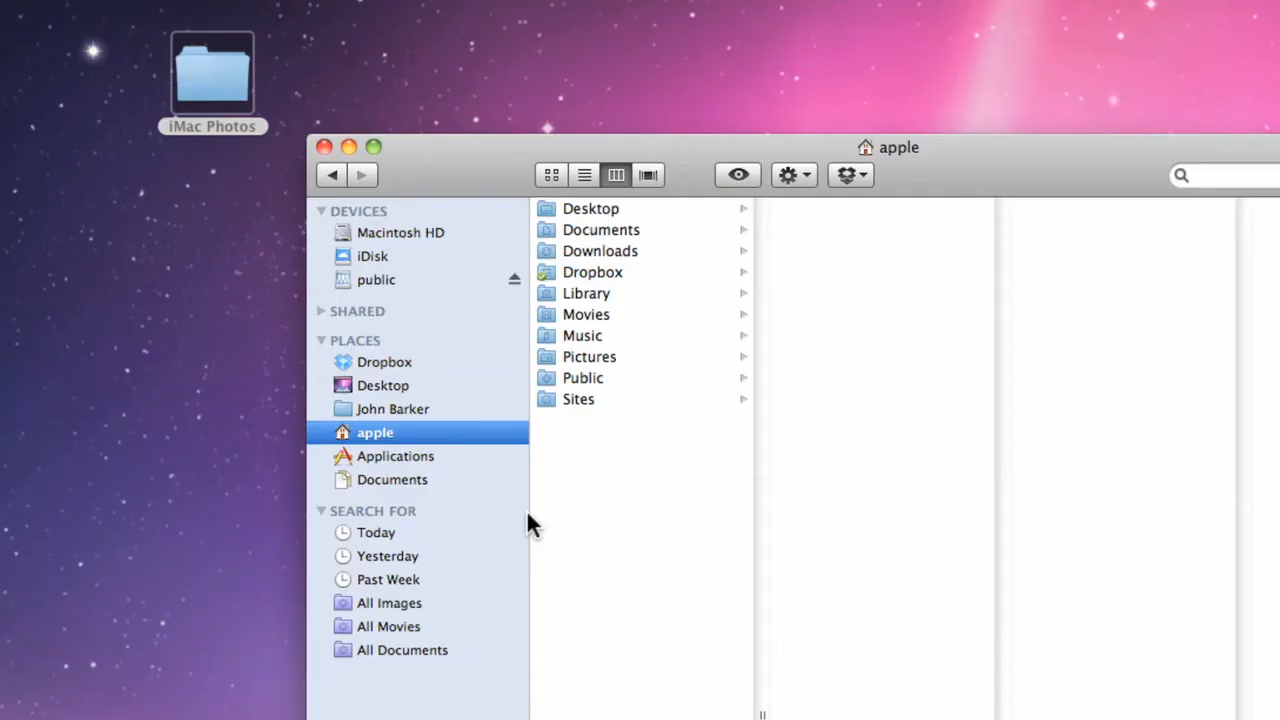 iMac Photos
apple
DEVICES
Macintosh HD
iDisk
public
SHARED
PLACES
Dropbox
Desktop
John Barker
apple
Applications
Documents
SEARCH FOR
Today
Yesterday
Past Week
All Images
All Movies
All Documents
Desktop
Documents
Downloads
Dropbox
Library
Movies
Music
Pictures
Public
Sites